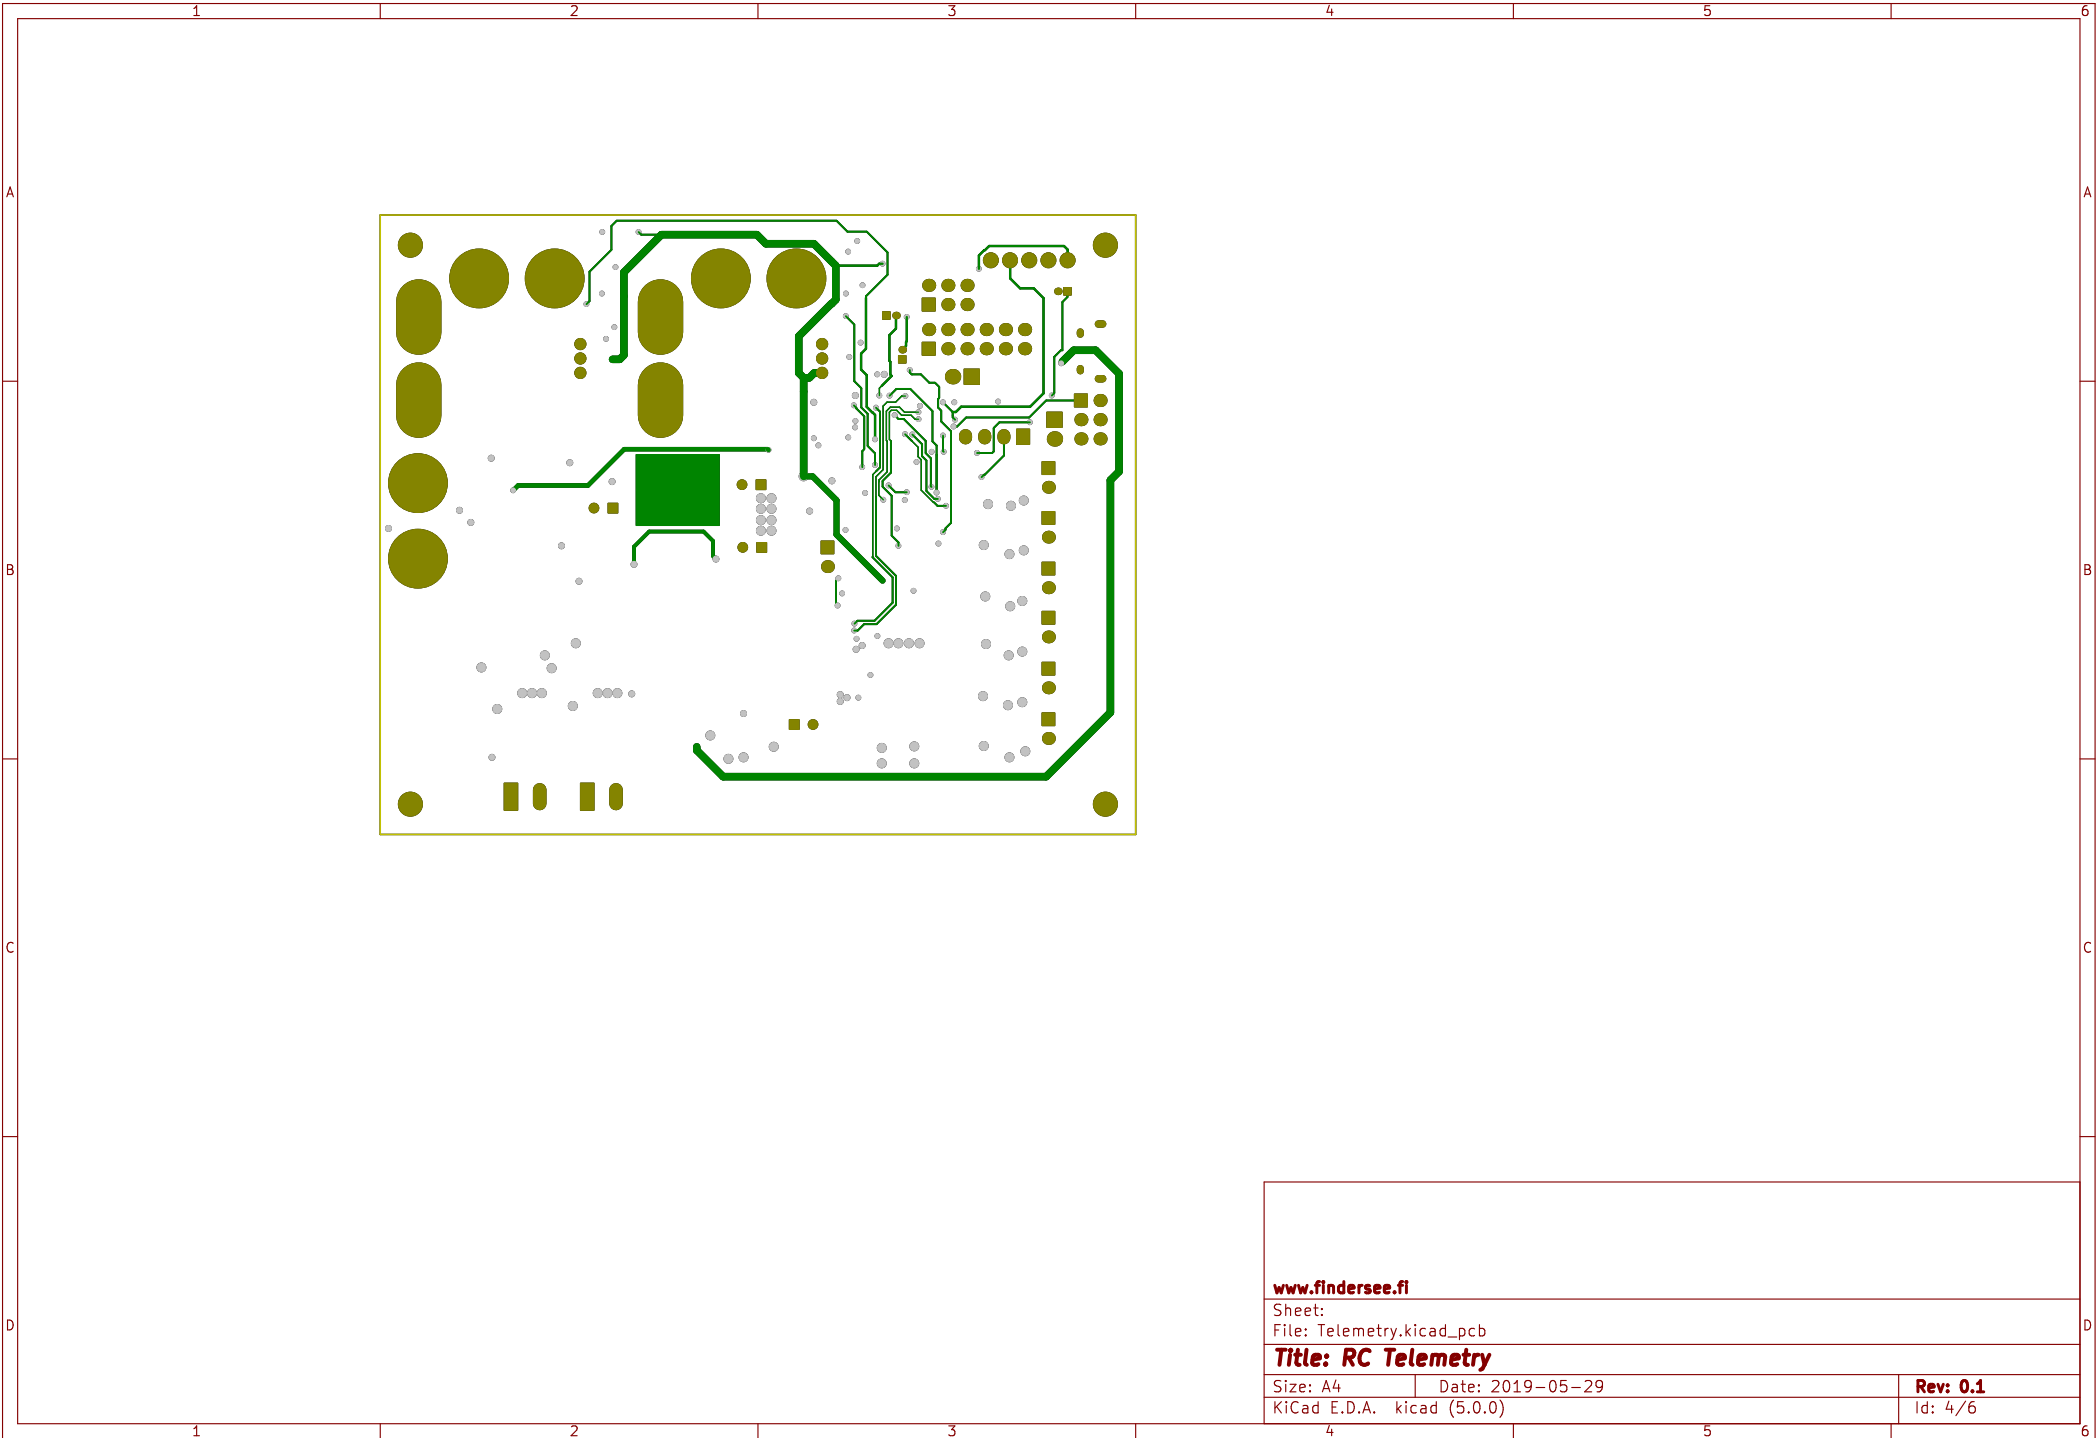 1 2 3 4 5 6
A A
B B
C C
www.findersee.fi
Sheet:
D D
File: Telemetry.kicad_pcb
Title: RC Telemetry
Size: A4 Date: 2019-05-29 Rev: 0.1
KiCad E.D.A. kicad (5.0.0) Id: 4/6
1 2 3 4 5 6